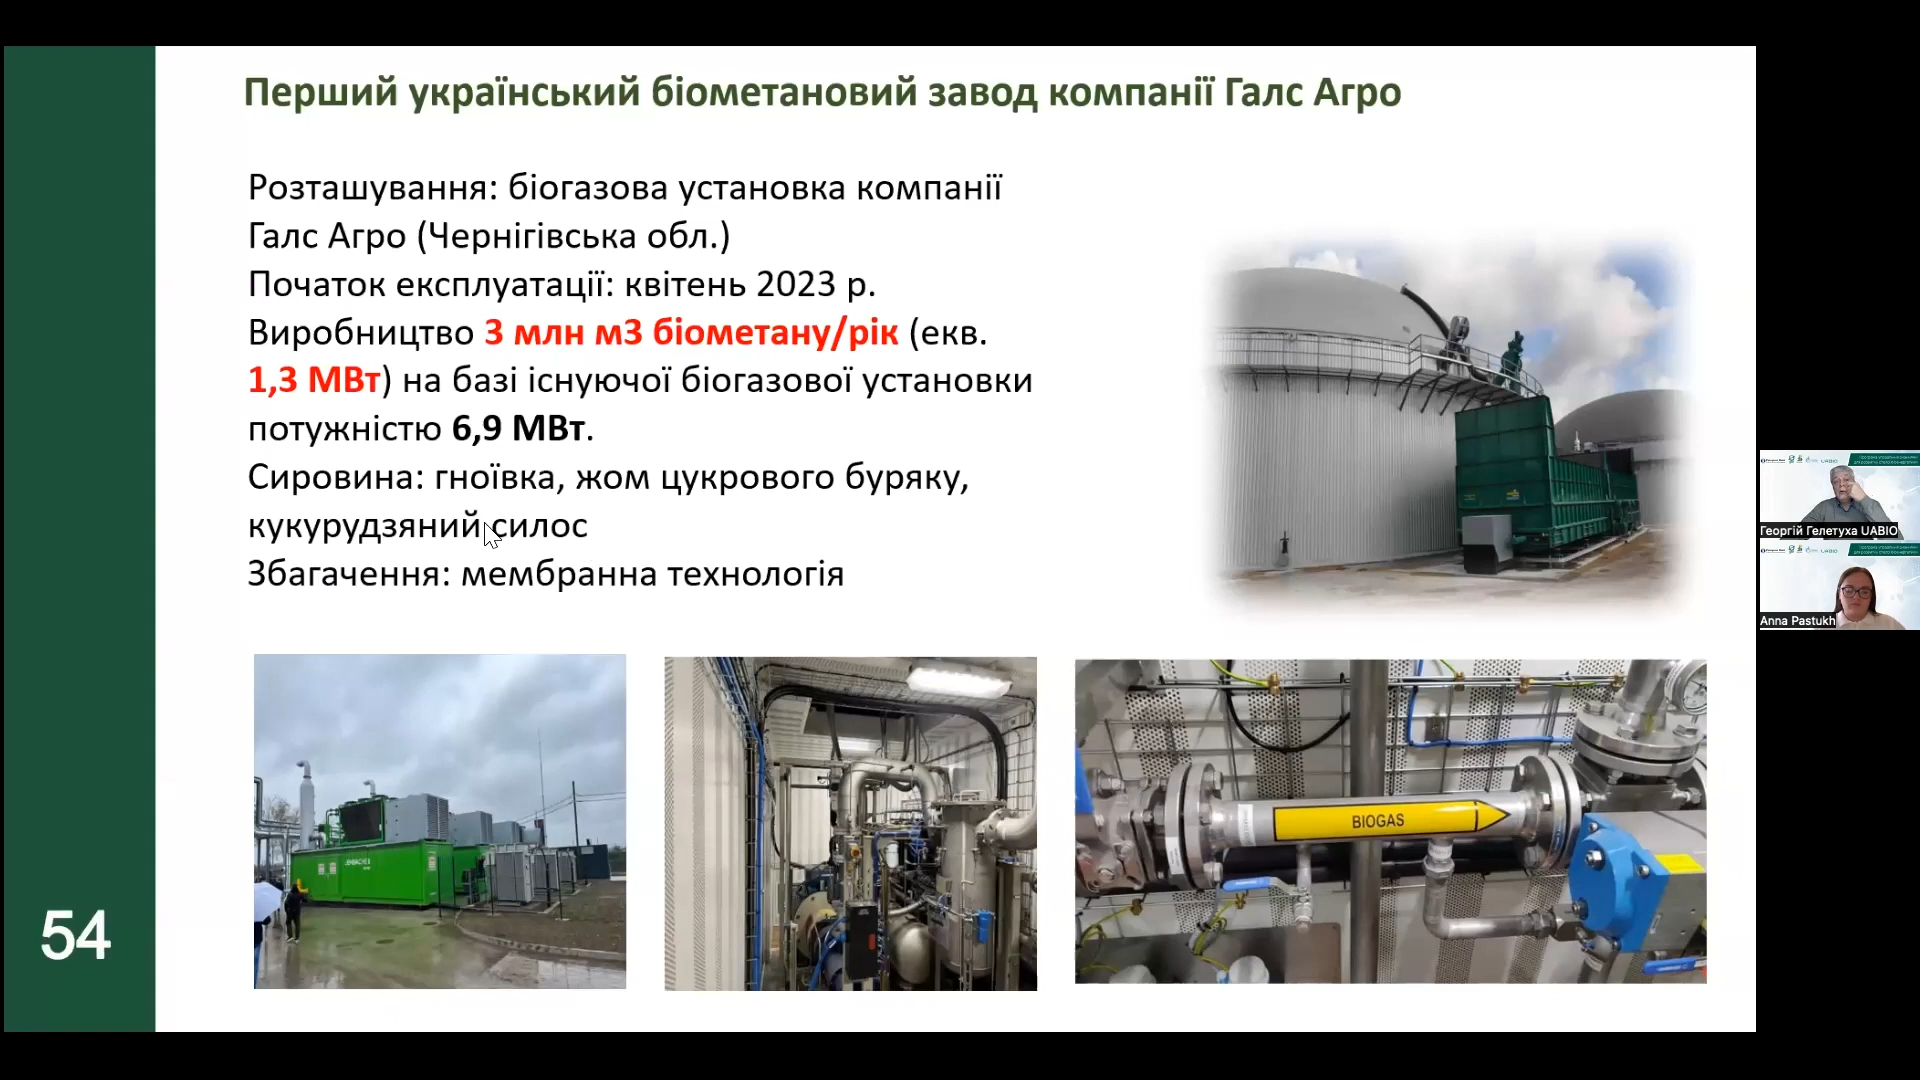 Перший український біометановий завод компанії Галс Агро
Розташування: біогазова установка компанії
Галс Агро (Чернігівська обл.)
Початок експлуатації: квітень 2023 р.
Виробництво 3 млн м3 біометану/рік (екв.
1,3 МВт) на базі існуючої біогазової установки
потужністю 6,9 МВт.
Сировина: гноївка, жом цукрового буряку,
кукурудзяний силос
Збагачення: мембранна технологія
BIOGAS
54
Георгій Гелетуха UABIO
Anna Pastukh